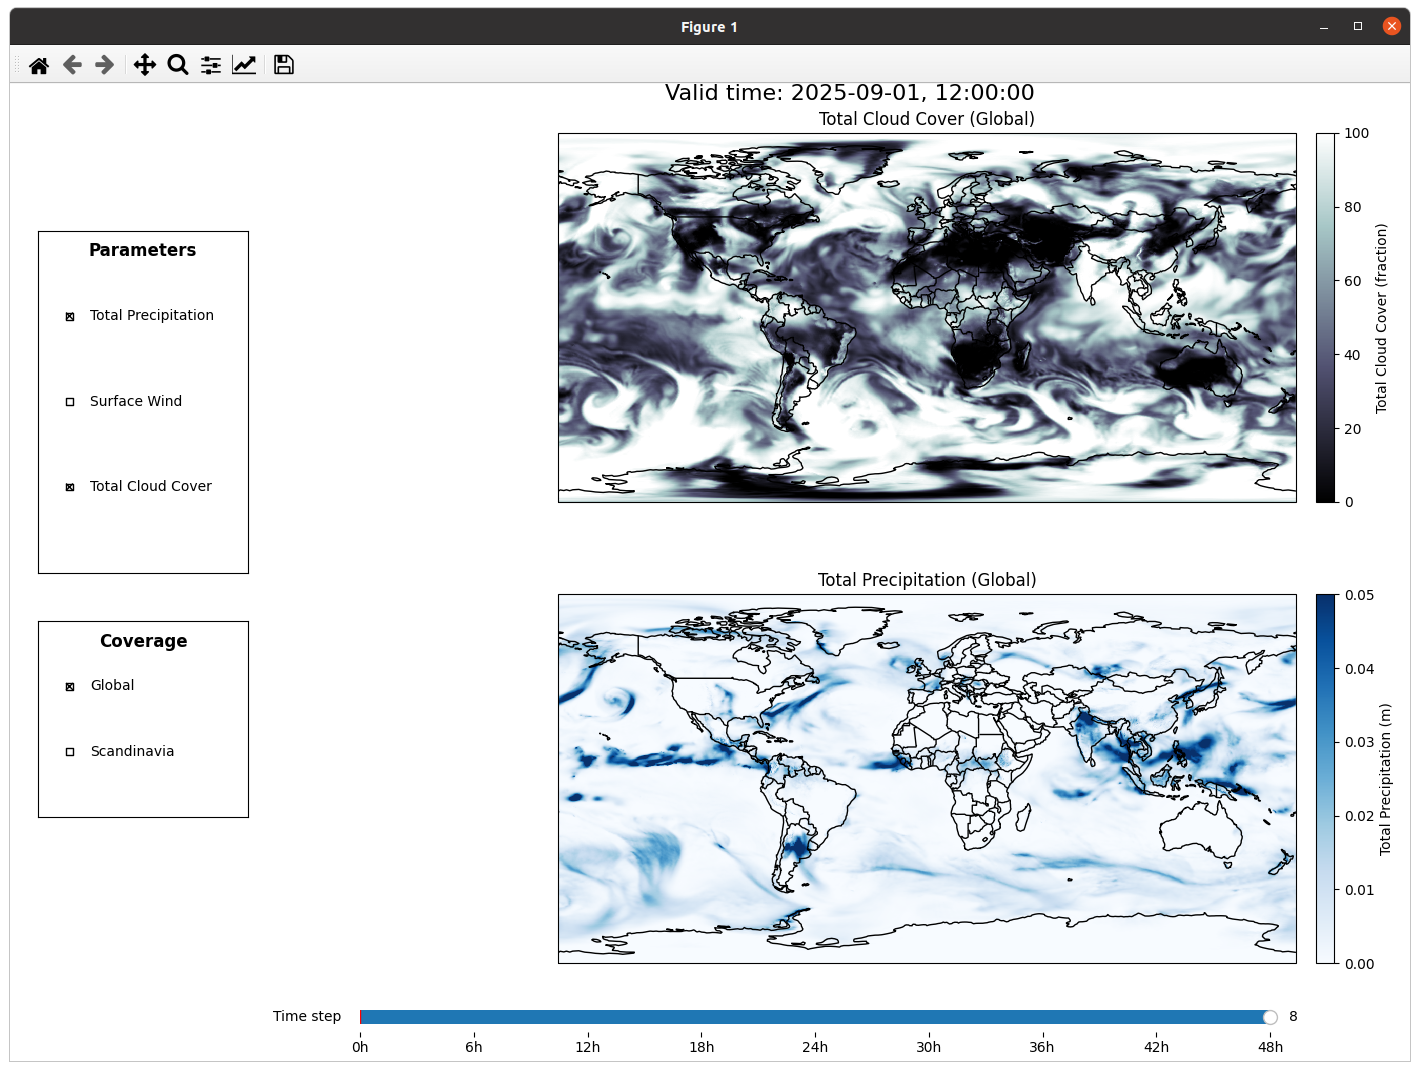 Figure 1
Valid time: 2025-09-01, 12:00:00
Total Cloud Cover (Global)
100
80
60
40
20
0
Total Cloud Cover (fraction)
Parameters
Total Precipitation
Surface Wind
Total Cloud Cover
Coverage
Global
Scandinavia
Total Precipitation (Global)
0.05
0.04
0.03
0.02
0.01
0.00
Total Precipitation (m)
Time step
8
0h 6h 12h 18h 24h 30h 36h 42h 48h